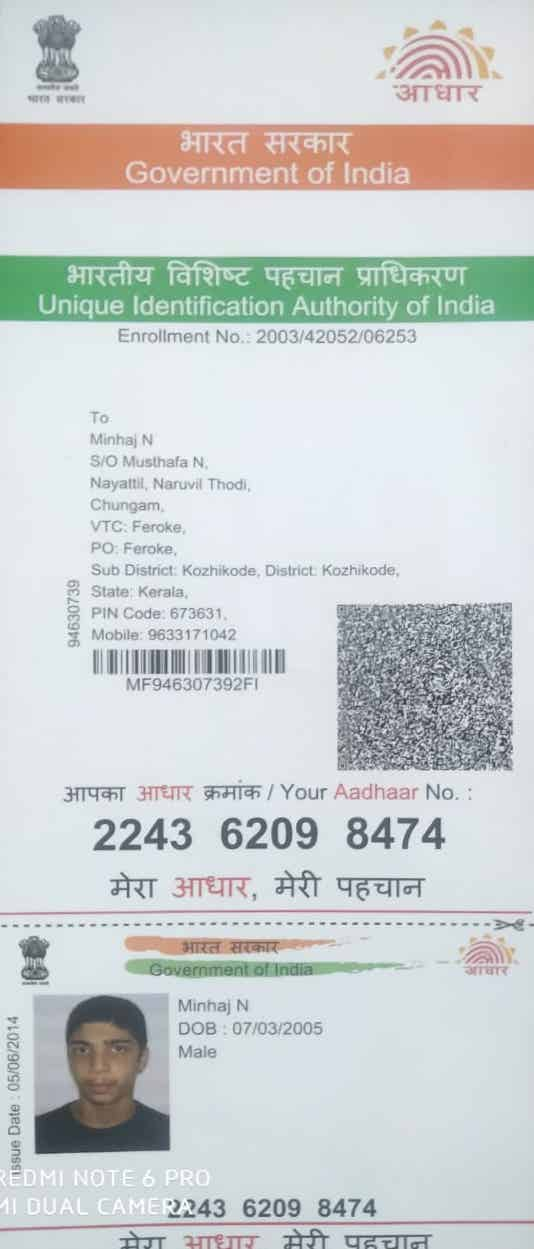 सत्यमेव जयते
भारत सरकार
आधार
भारत सरकार
Government of India
भारतीय विशिष्ट पहचान प्राधिकरण
Unique Identification Authority of India
Enrollment No.: 2003/42052/06253
To
Minhaj N
S/O Musthafa N,
Nayattil, Naruvil Thodi,
Chungam,
VTC: Feroke,
PO: Feroke,
Sub District: Kozhikode, District: Kozhikode,
State: Kerala,
PIN Code: 673631,
Mobile: 9633171042
94630739
MF946307392FI
आपका आधार क्रमांक / Your Aadhaar No. :
2243 6209 8474
मेरा आधार, मेरी पहचान
भारत सरकार
Government of India
आधार
Minhaj N
DOB : 07/03/2005
Male
Issue Date : 05/06/2014
REDMI NOTE 6 PRO
MI DUAL CAMERA
2243 6209 8474
मेरा आधार, मेरी पहचान